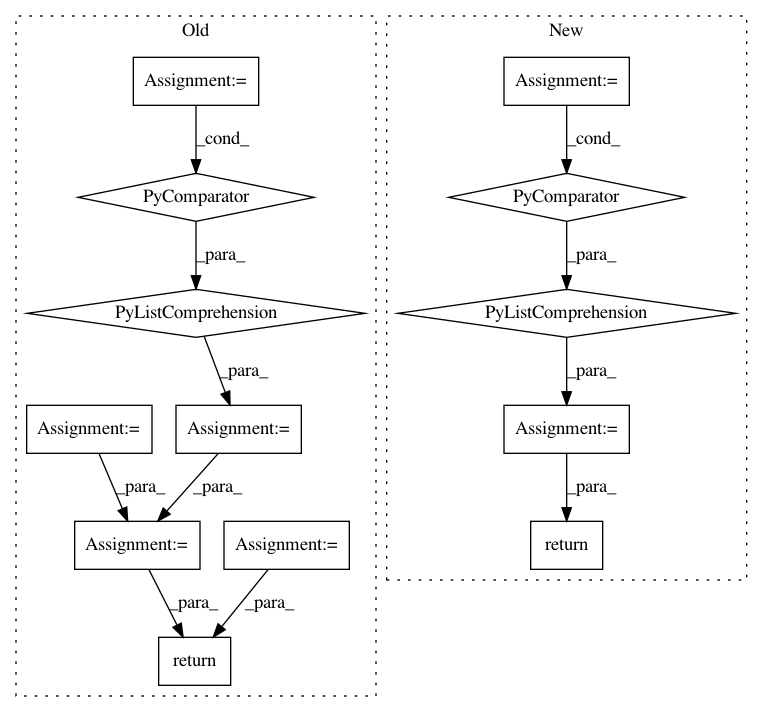 Old
New
Assignment:=
Assignment:=
_cond_
_cond_
PyComparator
PyComparator
_para_
_para_
PyListComprehension
PyListComprehension
_para_
_para_
Assignment:=
Assignment:=
Assignment:=
_para_
_para_
_para_
Assignment:=
Assignment:=
return
_para_
_para_
return